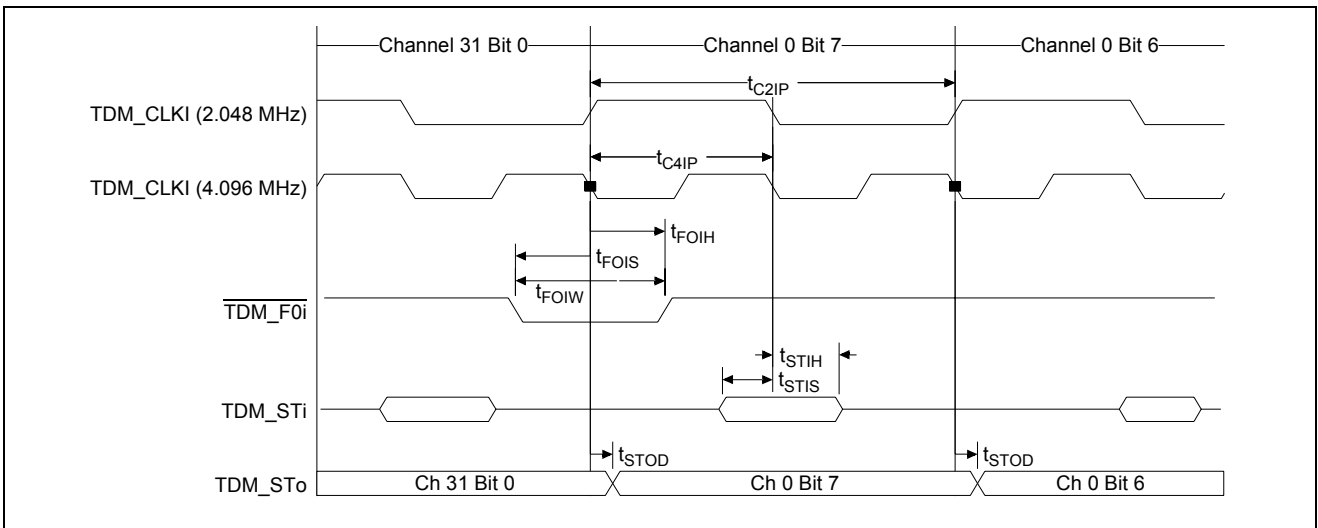 Channel 31 Bit 0
Channel 0 Bit 7
Channel 0 Bit 6
tC2IP
TDM_CLKI (2.048 MHz)
tC4IP
TDM_CLKI (4.096 MHz)
tFOIH
tFOIS
tFOIW
TDM_F0i
tSTIH
tSTIS
TDM_STi
tSTOD
tSTOD
TDM_STo
Ch 31 Bit 0
Ch 0 Bit 7
Ch 0 Bit 6